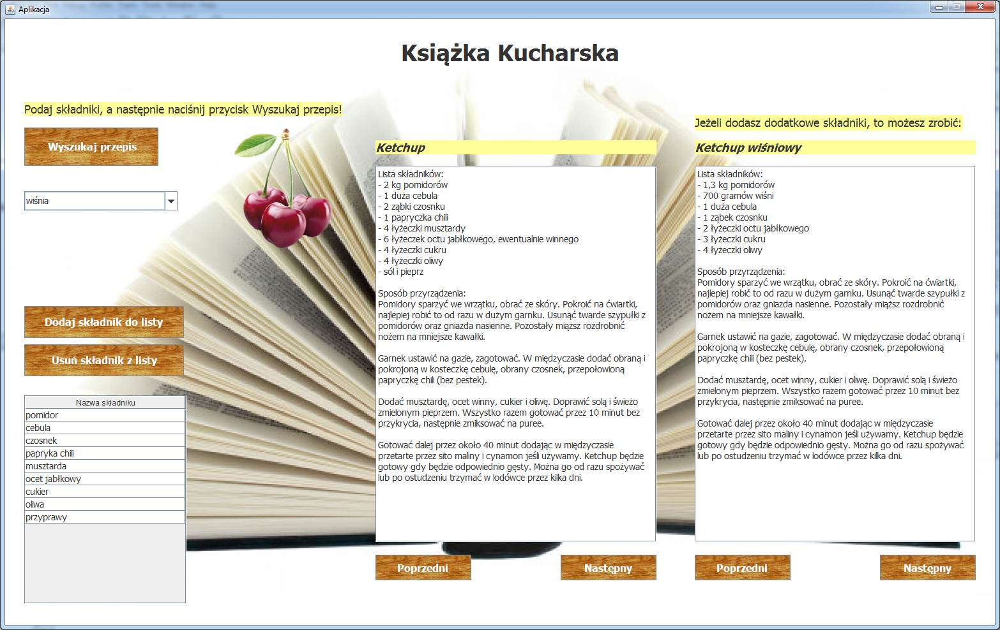 Aplikacja
Książka Kucharska
Podaj składniki, a następnie naciśnij przycisk Wyszukaj przepis!
Wyszukaj przepis
wiśnia
Dodaj składnik do listy
Usuń składnik z listy
Nazwa składniku
pomidor
cebula
czosnek
papryka chili
musztarda
ocet jabłkowy
cukier
oliwa
przyprawy
Ketchup
Lista składników:
- 2 kg pomidorów
- 1 duża cebula
- 2 ząbki czosnku
- 1 papryczka chili
- 4 łyżeczki musztardy
- 6 łyżeczek octu jabłkowego, ewentualnie winnego
- 4 łyżeczki cukru
- 4 łyżeczki oliwy
- sól i pieprz
Sposób przyrządzenia:
Pomidory sparzyć we wrzątku, obrać ze skóry. Pokroić na ćwiartki,
najlepiej robić to od razu w dużym garnku. Usunąć twarde szypułki z
pomidorów oraz gniazda nasienne. Pozostały miąższ rozdrobnić
nożem na mniejsze kawałki.
Garnek ustawić na gazie, zagotować. W międzyczasie dodać obraną i
pokrojoną w kosteczkę cebulę, obrany czosnek, przepołowioną
papryczkę chili (bez pestek).
Dodać musztardę, ocet winny, cukier i oliwę. Doprawić solą i świeżo
zmielonym pieprzem. Wszystko razem gotować przez 10 minut bez
przykrycia, następnie zmiksować na puree.
Gotować dalej przez około 40 minut dodając w międzyczasie
przetarte przez sito maliny i cynamon jeśli używamy. Ketchup będzie
gotowy gdy będzie odpowiednio gęsty. Można go od razu spożywać
lub po ostudzeniu trzymać w lodówce przez kilka dni.
Poprzedni
Następny
Jeżeli dodasz dodatkowe składniki, to możesz zrobić:
Ketchup wiśniowy
Lista składników:
- 1,3 kg pomidorów
- 700 gramów wiśni
- 1 duża cebula
- 1 ząbek czosnku
- 2 łyżeczki octu jabłkowego
- 3 łyżeczki cukru
- 4 łyżeczki oliwy
Sposób przyrządzenia:
Pomidory sparzyć we wrzątku, obrać ze skóry. Pokroić na ćwiartki,
najlepiej robić to od razu w dużym garnku. Usunąć twarde szypułki z
pomidorów oraz gniazda nasienne. Pozostały miąższ rozdrobnić
nożem na mniejsze kawałki.
Garnek ustawić na gazie, zagotować. W międzyczasie dodać obraną i
pokrojoną w kosteczkę cebulę, obrany czosnek, przepołowioną
papryczkę chili (bez pestek).
Dodać musztardę, ocet winny, cukier i oliwę. Doprawić solą i świeżo
zmielonym pieprzem. Wszystko razem gotować przez 10 minut bez
przykrycia, następnie zmiksować na puree.
Gotować dalej przez około 40 minut dodając w międzyczasie
przetarte przez sito maliny i cynamon jeśli używamy. Ketchup będzie
gotowy gdy będzie odpowiednio gęsty. Można go od razu spożywać
lub po ostudzeniu trzymać w lodówce przez kilka dni.
Poprzedni
Następny